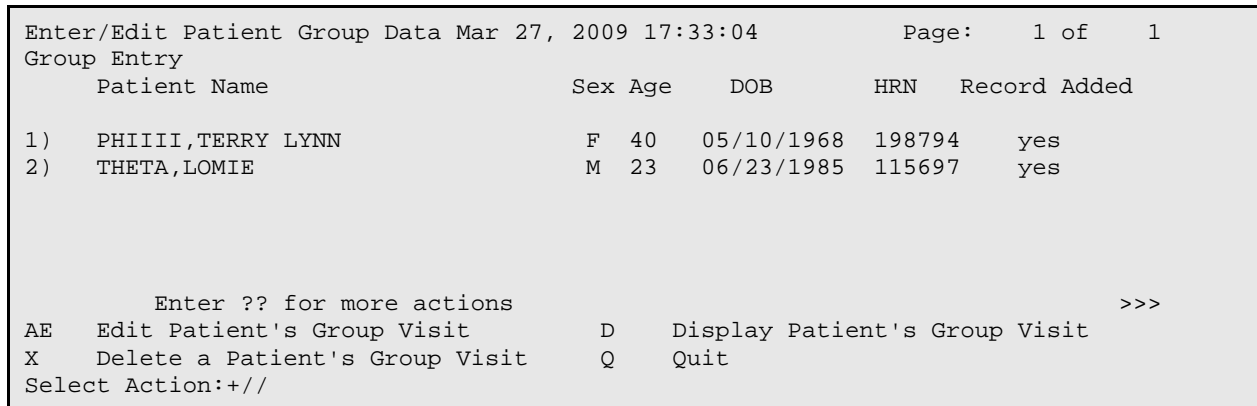 Enter/Edit Patient Group Data Mar 27, 2009 17:33:04 Page: 1 of 1
Group Entry
Patient Name Sex Age DOB HRN Record Added
1) PHIIII,TERRY LYNN F 40 05/10/1968 198794 yes
2) THETA,LOMIE M 23 06/23/1985 115697 yes
Enter ?? for more actions >>>
AE Edit Patient's Group Visit D Display Patient's Group Visit
X Delete a Patient's Group Visit Q Quit
Select Action:+//